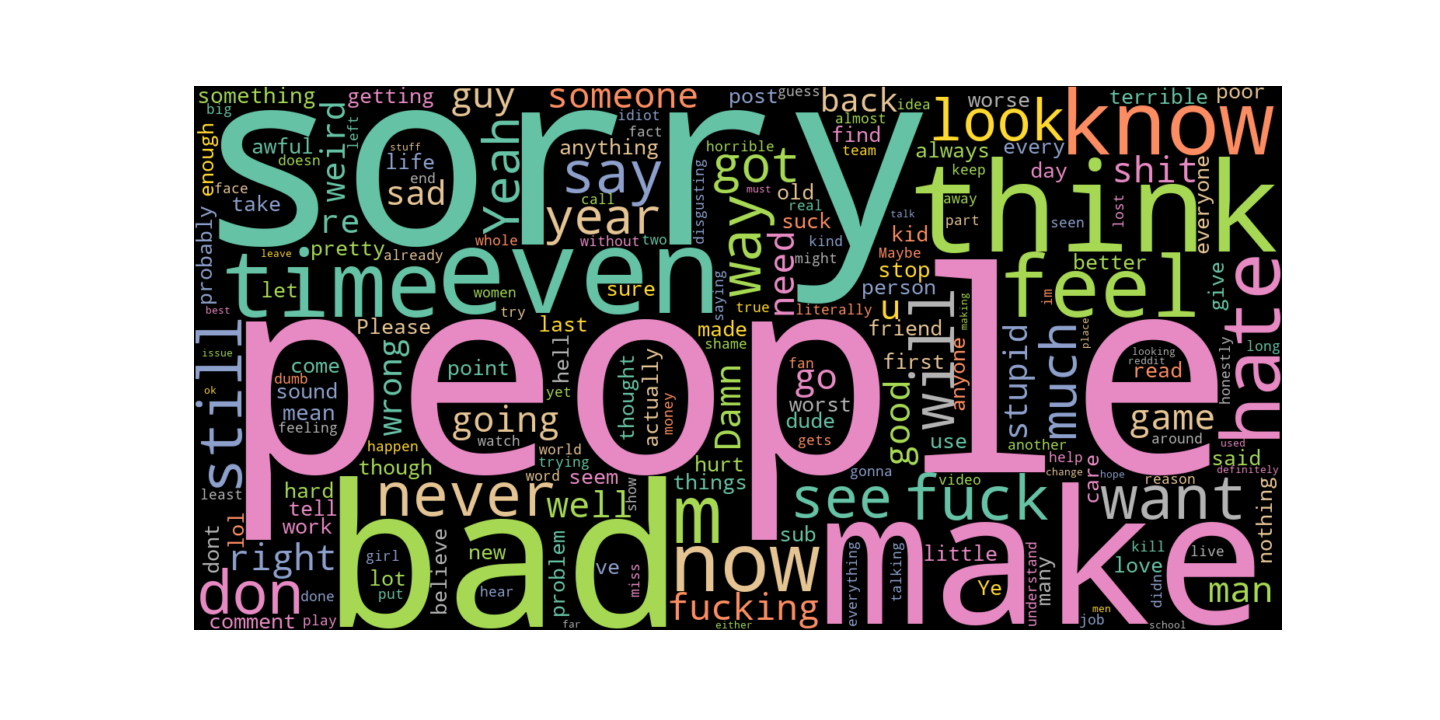 something
big
getting
guy
someone
post
guess
back
idea
look
worse
know
terrible
poor
sorry
idiot
fact
almost
find
team
always
every
enough
awful
doesn
weird
left
stuff
life
end
sad
Yeah
anything
say
call
horrible
got
disgusting
must
old
real
suck
think
keep
away
part
day
shit
seen
lost
everyone
face
take
re
year
way
need
kind
talk
kid
Maybe
might
probably
leave
pretty
already
whole
without
two
time
even
let
women
sure
try
saying
true
literally
stop
person
feel
better
im
give
hate
best
still
issue
ok
Please
last
made
shame
u
friend
first
will
making
anyone
stupid
much
place
looking
reddit
read
honestly
long
people
come
dumb
sound
mean
feeling
wrong
point
hell
yet
thought
actually
money
Damn
fan
go
worst
dude
gets
good
use
game
around
another
used
said
going
watch
happen
though
world
trying
word
seem
hurt
things
gonna
video
help
change
care
hope
reason
definitely
least
hard
tell
work
lol
dont
never
well
show
m
see
fuck
want
nothing
right
bad
girl
lot
put
believe
new
hear
problem
ve
miss
now
sub
make
everything
talking
little
Ye
understand
many
kill
love
didn
live
man
don
done
comment
play
far
fucking
either
men
job
school